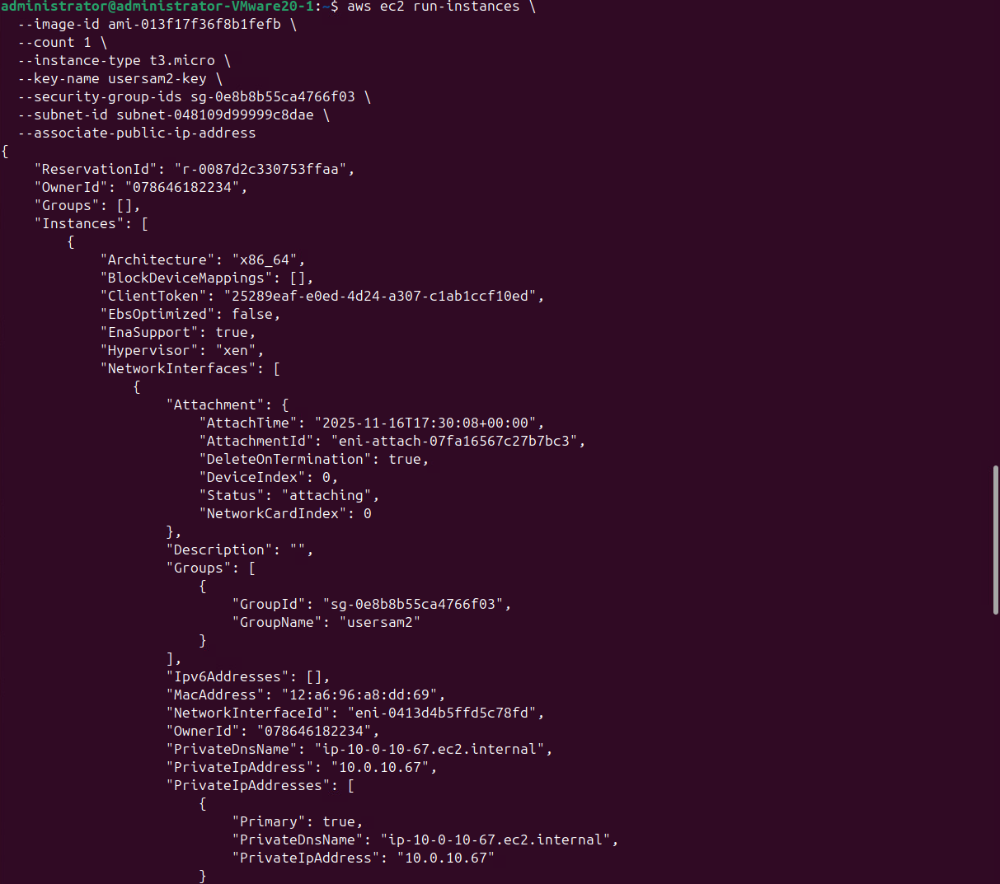 administrator@administrator-VMware20-1:~$ aws ec2 run-instances \
  --image-id ami-013f17f36f8b1fefb \
  --count 1 \
  --instance-type t3.micro \
  --key-name usersam2-key \
  --security-group-ids sg-0e8b8b55ca4766f03 \
  --subnet-id subnet-048109d99999c8dae \
  --associate-public-ip-address
{
    "ReservationId": "r-0087d2c330753ffaa",
    "OwnerId": "078646182234",
    "Groups": [],
    "Instances": [
        {
            "Architecture": "x86_64",
            "BlockDeviceMappings": [],
            "ClientToken": "25289eaf-e0ed-4d24-a307-c1ab1ccf10ed",
            "EbsOptimized": false,
            "EnaSupport": true,
            "Hypervisor": "xen",
            "NetworkInterfaces": [
                {
                    "Attachment": {
                        "AttachTime": "2025-11-16T17:30:08+00:00",
                        "AttachmentId": "eni-attach-07fa16567c27b7bc3",
                        "DeleteOnTermination": true,
                        "DeviceIndex": 0,
                        "Status": "attaching",
                        "NetworkCardIndex": 0
                    },
                    "Description": "",
                    "Groups": [
                        {
                            "GroupId": "sg-0e8b8b55ca4766f03",
                            "GroupName": "usersam2"
                        }
                    ],
                    "Ipv6Addresses": [],
                    "MacAddress": "12:a6:96:a8:dd:69",
                    "NetworkInterfaceId": "eni-0413d4b5ffd5c78fd",
                    "OwnerId": "078646182234",
                    "PrivateDnsName": "ip-10-0-10-67.ec2.internal",
                    "PrivateIpAddress": "10.0.10.67",
                    "PrivateIpAddresses": [
                        {
                            "Primary": true,
                            "PrivateDnsName": "ip-10-0-10-67.ec2.internal",
                            "PrivateIpAddress": "10.0.10.67"
                        }